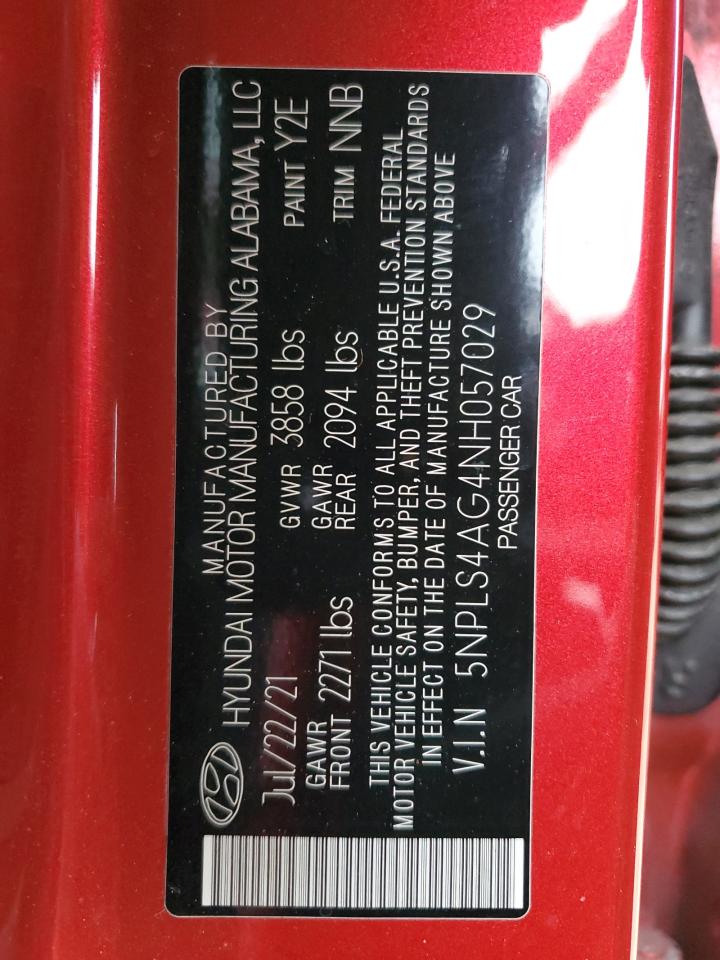 MANUFACTURED BY
HYUNDAI MOTOR MANUFACTURING ALABAMA, LLC
Jul/22/21 GVWR 3858 lbs PAINT Y2E
GAWR FRONT 2271 lbs GAWR REAR 2094 lbs TRIM NNB
THIS VEHICLE CONFORMS TO ALL APPLICABLE U.S.A. FEDERAL
MOTOR VEHICLE SAFETY, BUMPER, AND THEFT PREVENTION STANDARDS
IN EFFECT ON THE DATE OF MANUFACTURE SHOWN ABOVE
V.I.N 5NPLS4AG4NH057029
PASSENGER CAR